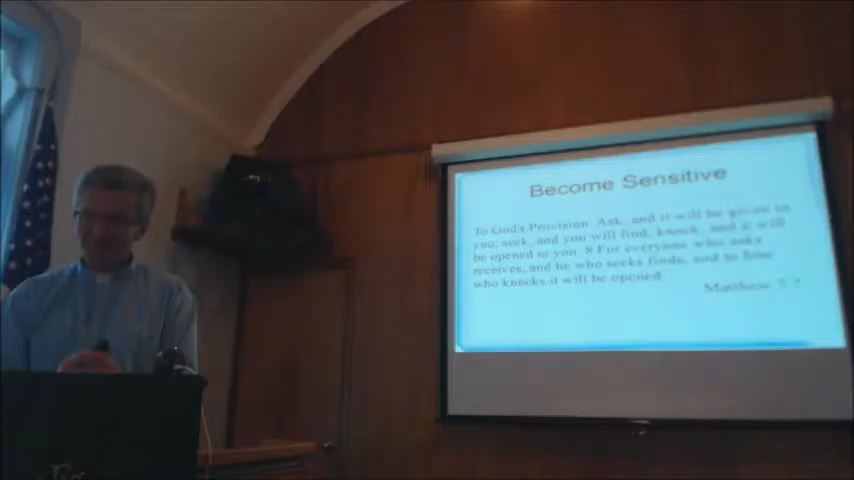 Become Sensitive
To God's Provision. Ask, and it will be given to
you; seek, and you will find, knock, and it will
be opened to you. 8 For everyone who asks
receives, and he who seeks finds, and to him
who knocks it will be opened.
Matthew 7:7